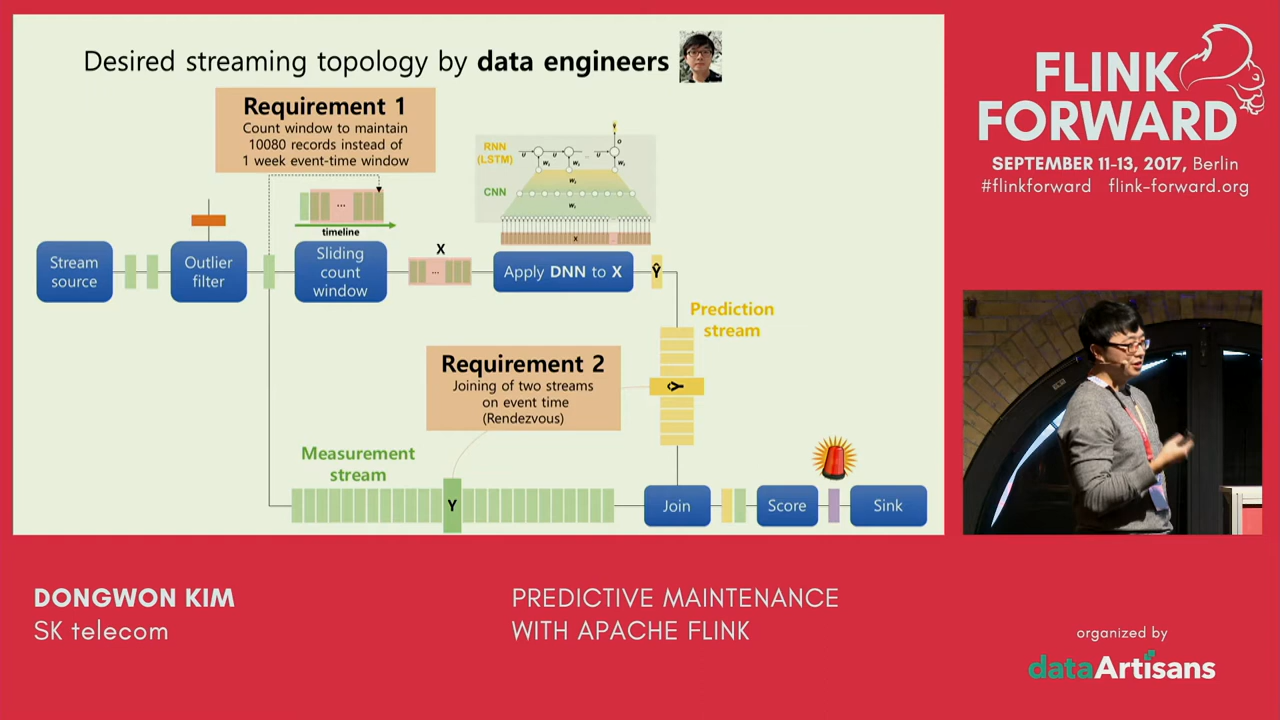 Desired streaming topology by data engineers
Requirement 1
Count window to maintain
10080 records instead of
1 week event-time window
RNN
(LSTM)
CNN
timeline
Stream
source
Outlier
filter
Sliding
count
window
X
...
Apply DNN to X
Ŷ
Prediction
stream
Requirement 2
Joining of two streams
on event time
(Rendezvous)
Ŷ
Measurement
stream
Y
Join
Score
Sink
FLINK
FORWARD
SEPTEMBER 11-13, 2017, Berlin
#flinkforward flink-forward.org
DONGWON KIM
SK telecom
PREDICTIVE MAINTENANCE
WITH APACHE FLINK
organized by
dataArtisans